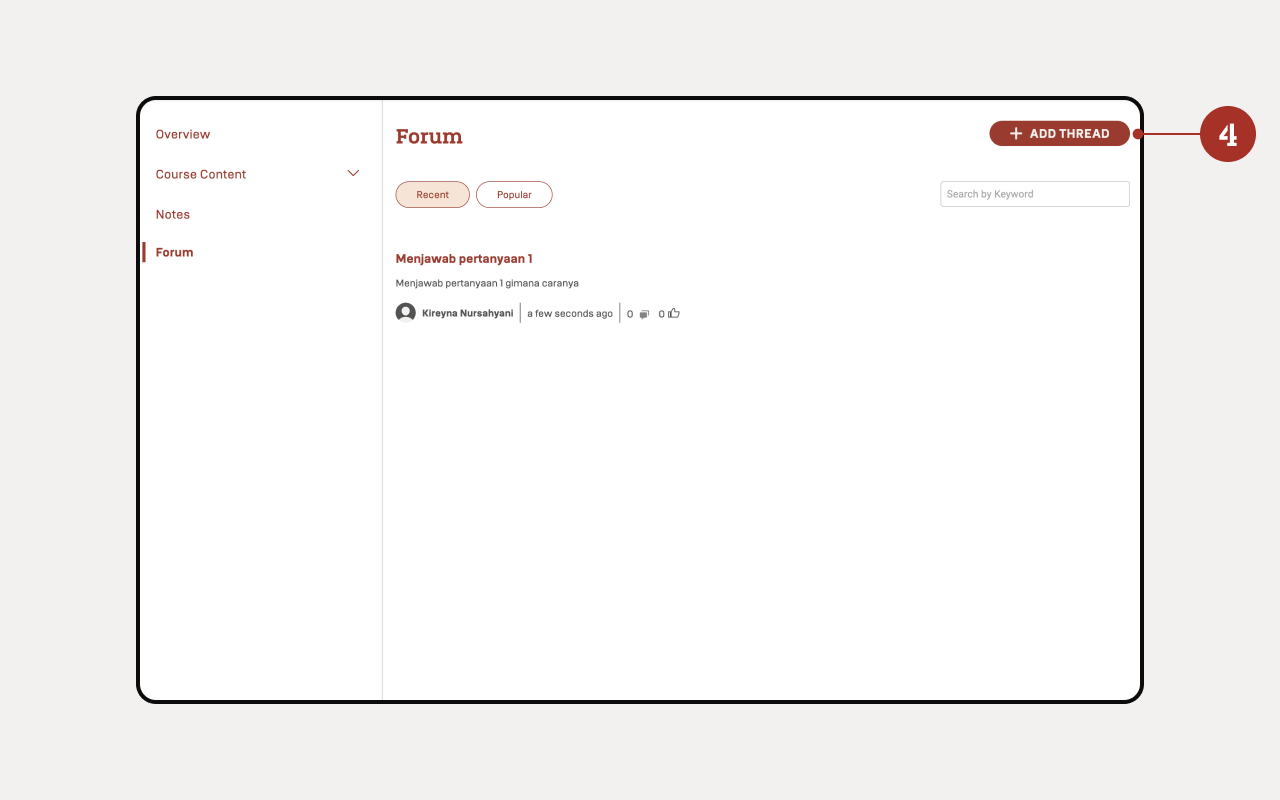 Overview
Course Content
Notes
Forum
Forum
ADD THREAD
4
Recent
Popular
Search by Keyword
Menjawab pertanyaan 1
Menjawab pertanyaan 1 gimana caranya
Kireyna Nursahyani a few seconds ago 0 0